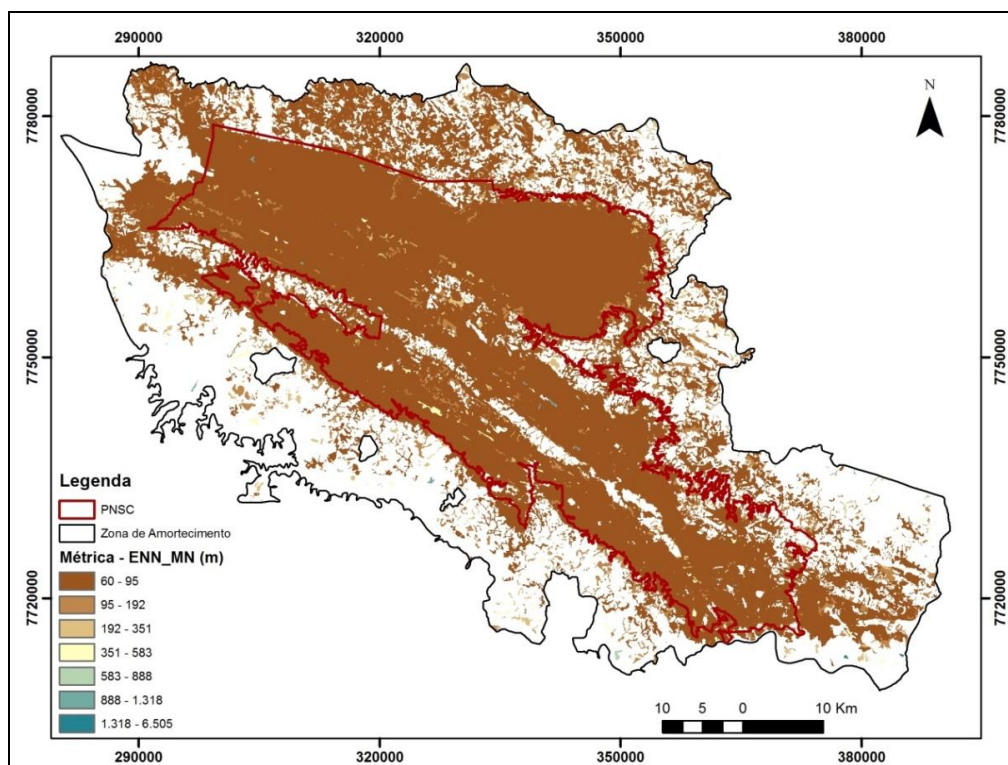 290000 320000 350000 380000
7780000 7780000
N
7750000 7750000
Legenda
PNSC
Zona de Amortecimento
Métrica - ENN_MN (m)
60 - 95
95 - 192
192 - 351
351 - 583
583 - 888
888 - 1.318
1.318 - 6.505
7720000 7720000
10 5 0 10 Km
290000 320000 350000 380000